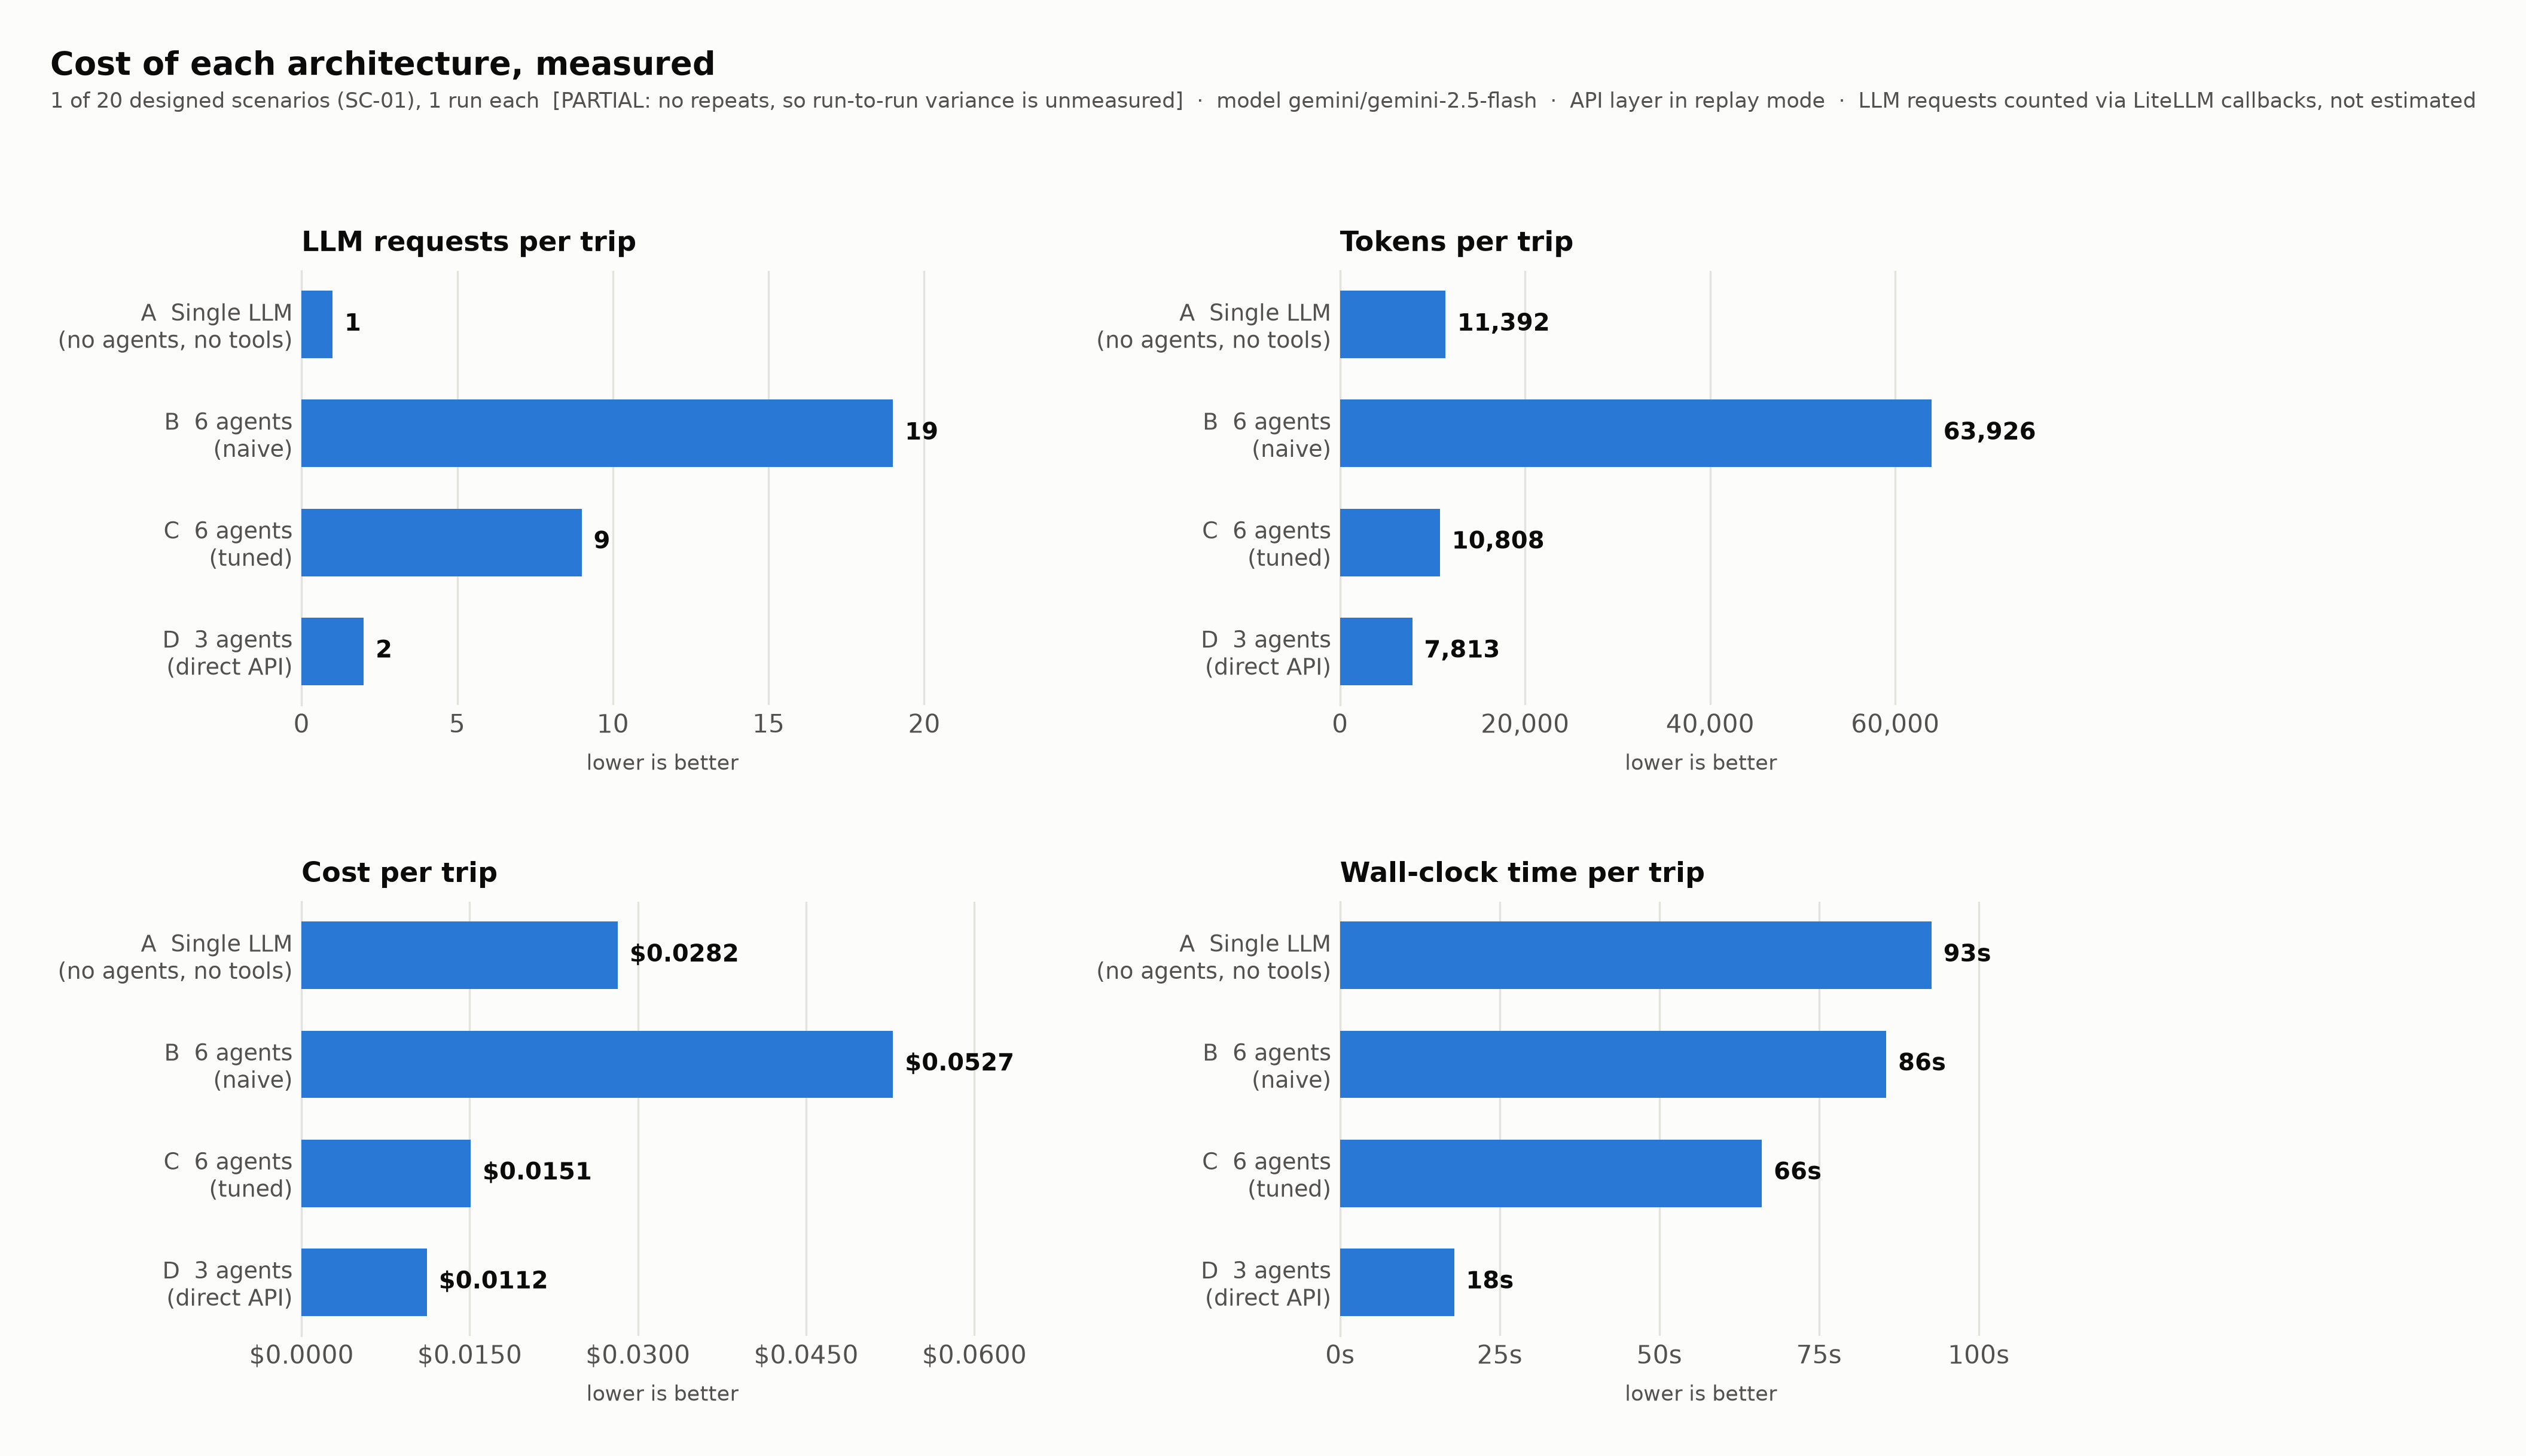 Cost of each architecture, measured
1 of 20 designed scenarios (SC-01), 1 run each  [PARTIAL: no repeats, so run-to-run variance is unmeasured]  ·  model gemini/gemini-2.5-flash  ·  API layer in replay mode  ·  LLM requests counted via LiteLLM callbacks, not estimated
LLM requests per trip
A  Single LLM
(no agents, no tools)
1
B  6 agents
(naive)
19
C  6 agents
(tuned)
9
D  3 agents
(direct API)
2
0 5 10 15 20
lower is better
Tokens per trip
A  Single LLM
(no agents, no tools)
11,392
B  6 agents
(naive)
63,926
C  6 agents
(tuned)
10,808
D  3 agents
(direct API)
7,813
0 20,000 40,000 60,000
lower is better
Cost per trip
A  Single LLM
(no agents, no tools)
$0.0282
B  6 agents
(naive)
$0.0527
C  6 agents
(tuned)
$0.0151
D  3 agents
(direct API)
$0.0112
$0.0000 $0.0150 $0.0300 $0.0450 $0.0600
lower is better
Wall-clock time per trip
A  Single LLM
(no agents, no tools)
93s
B  6 agents
(naive)
86s
C  6 agents
(tuned)
66s
D  3 agents
(direct API)
18s
0s 25s 50s 75s 100s
lower is better